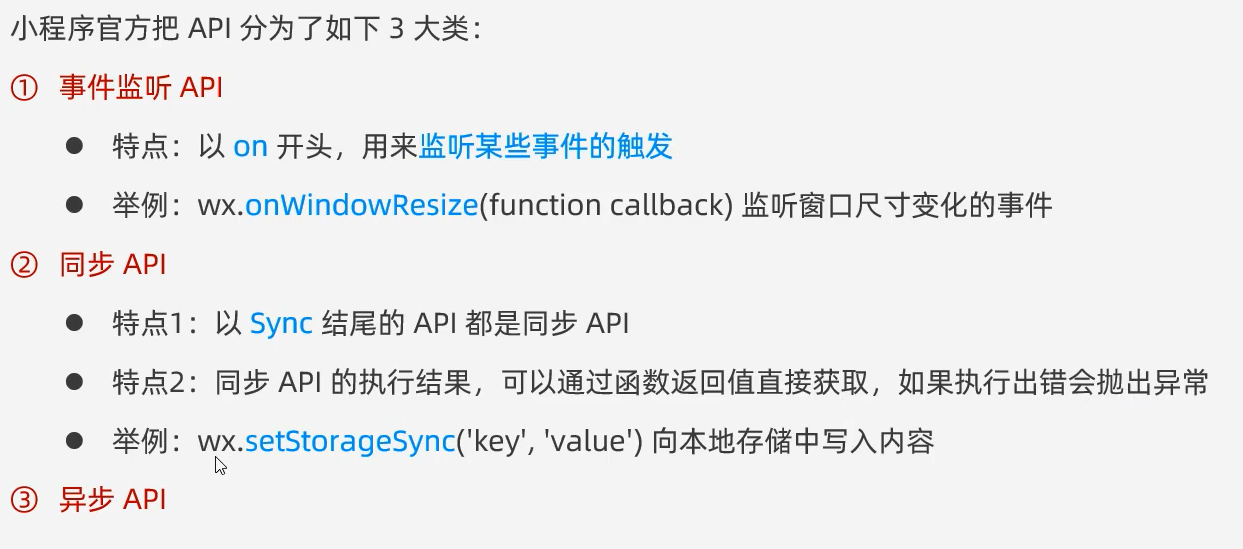 小程序官方把 API 分为了如下 3 大类：
① 事件监听 API
● 特点：以 on 开头，用来监听某些事件的触发
● 举例：wx.onWindowResize(function callback) 监听窗口尺寸变化的事件
② 同步 API
● 特点1：以 Sync 结尾的 API 都是同步 API
● 特点2：同步 API 的执行结果，可以通过函数返回值直接获取，如果执行出错会抛出异常
● 举例：wx.setStorageSync('key', 'value') 向本地存储中写入内容
③ 异步 API